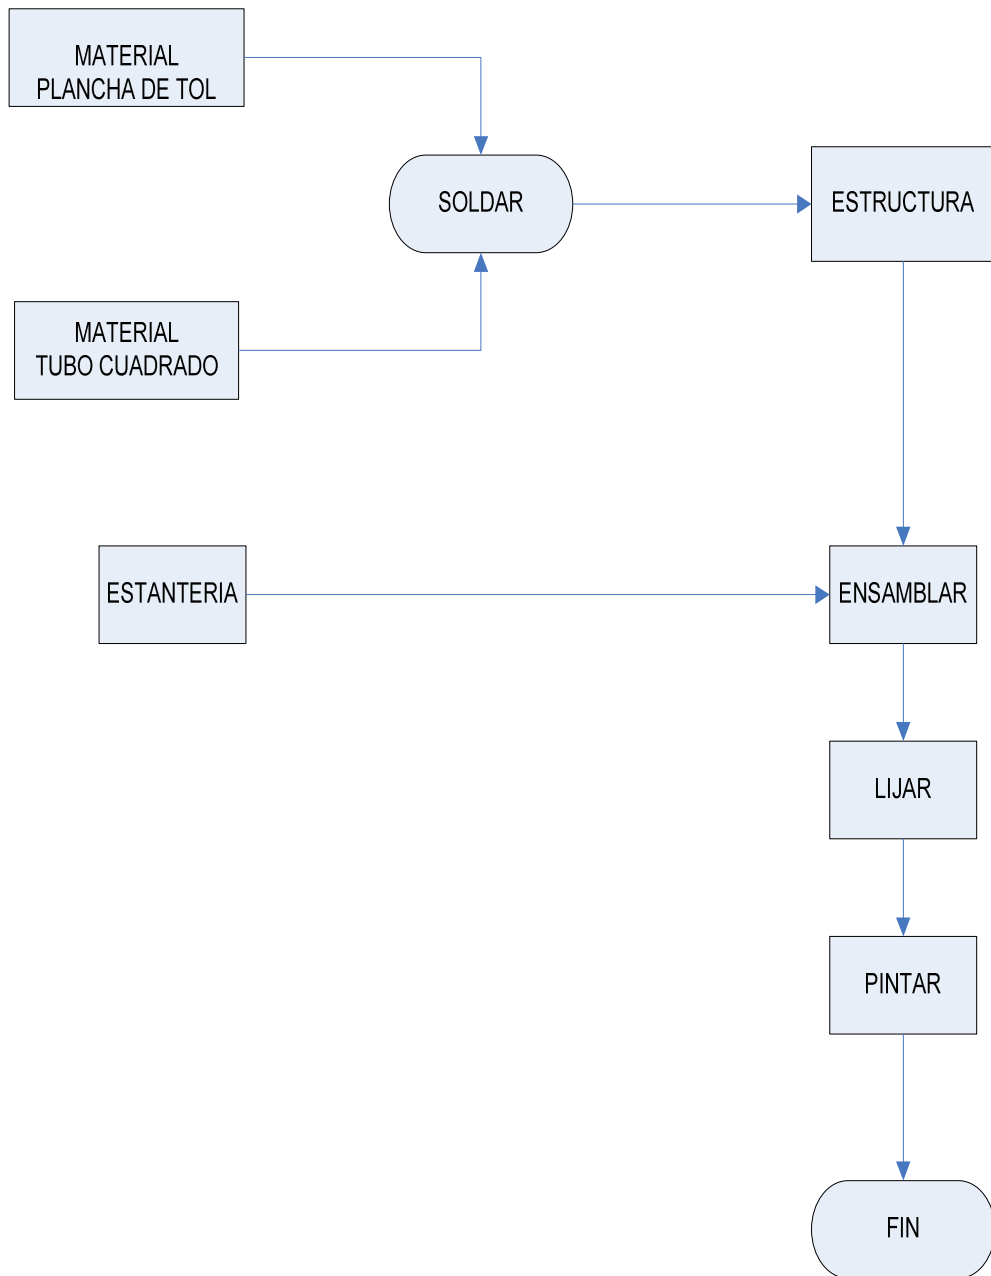 MATERIAL
PLANCHA DE TOL
SOLDAR
ESTRUCTURA
MATERIAL
TUBO CUADRADO
ESTANTERIA
ENSAMBLAR
LIJAR
PINTAR
FIN